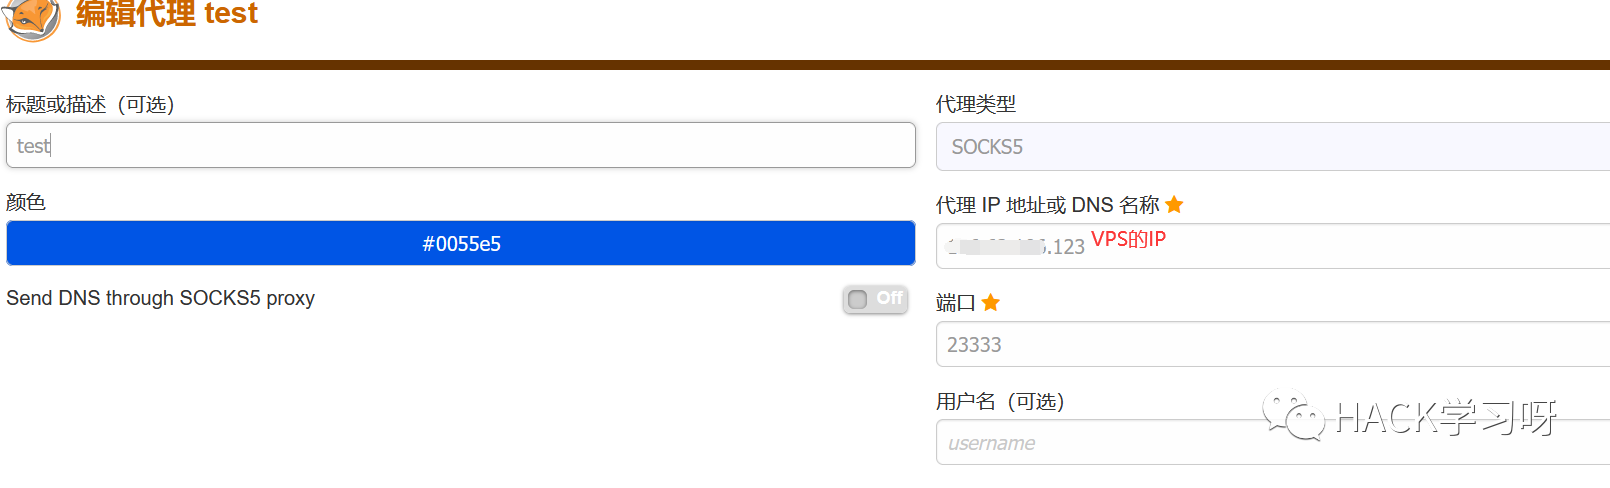 编辑代理 test
标题或描述（可选）
test
颜色
#0055e5
Send DNS through SOCKS5 proxy
Off
代理类型
SOCKS5
代理 IP 地址或 DNS 名称
.123 VPS的IP
端口
23333
用户名（可选）
username
HACK学习呀